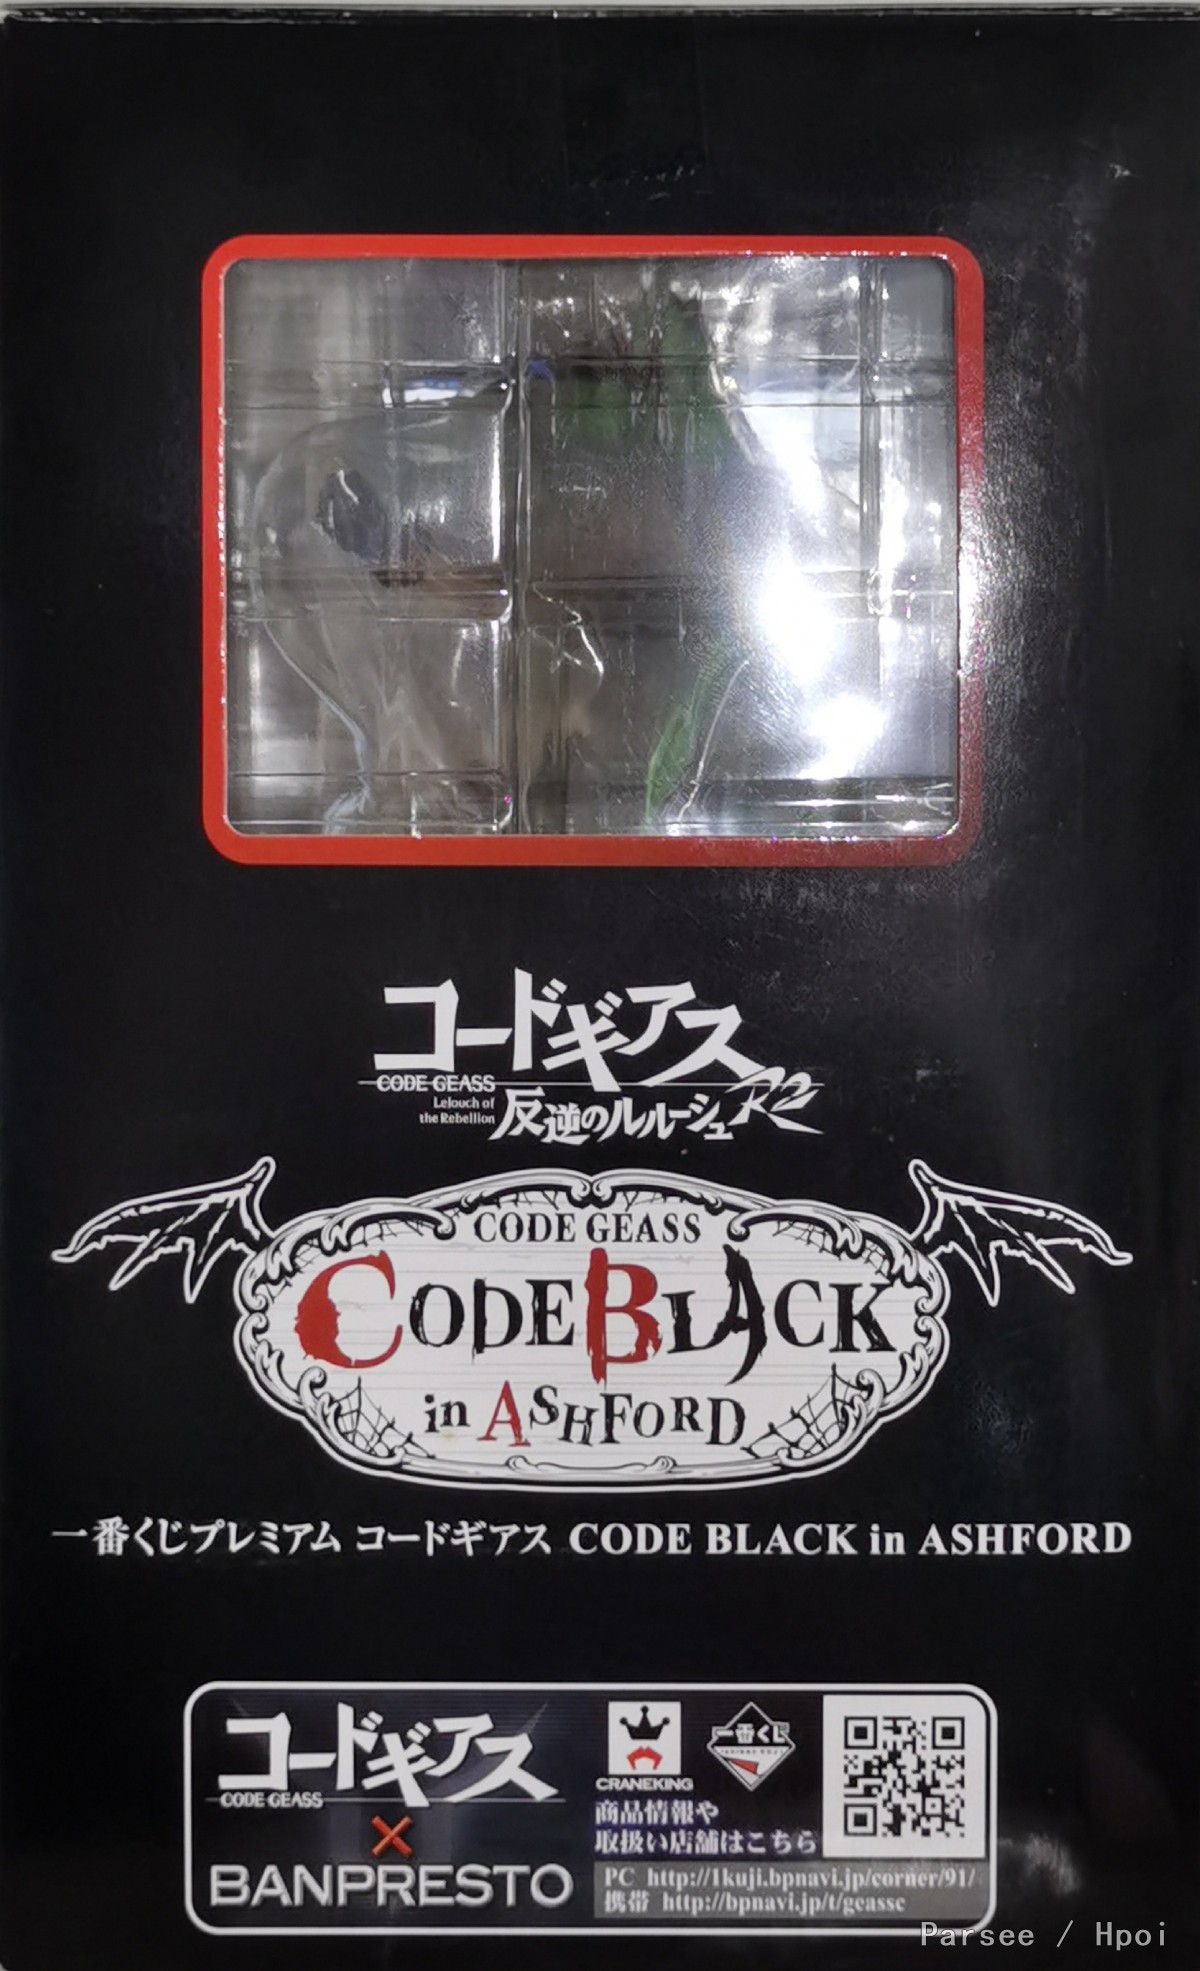 コードギアス
CODE GEASS
Lelouch of
the Rebellion
反逆のルルーシュ R2
CODE GEASS
CODE BLACK
in ASHFORD
一番くじプレミアム コードギアス CODE BLACK in ASHFORD
コードギアス
CODE GEASS
×
BANPRESTO
CRANEKING
一番くじ
ICHIBAN KUJI
商品情報や
取扱い店舗はこちら
PC http://1kuji.bpnavi.jp/corner/91/
携帯 http://bpnavi.jp/t/geassc
Parsee / Hpoi